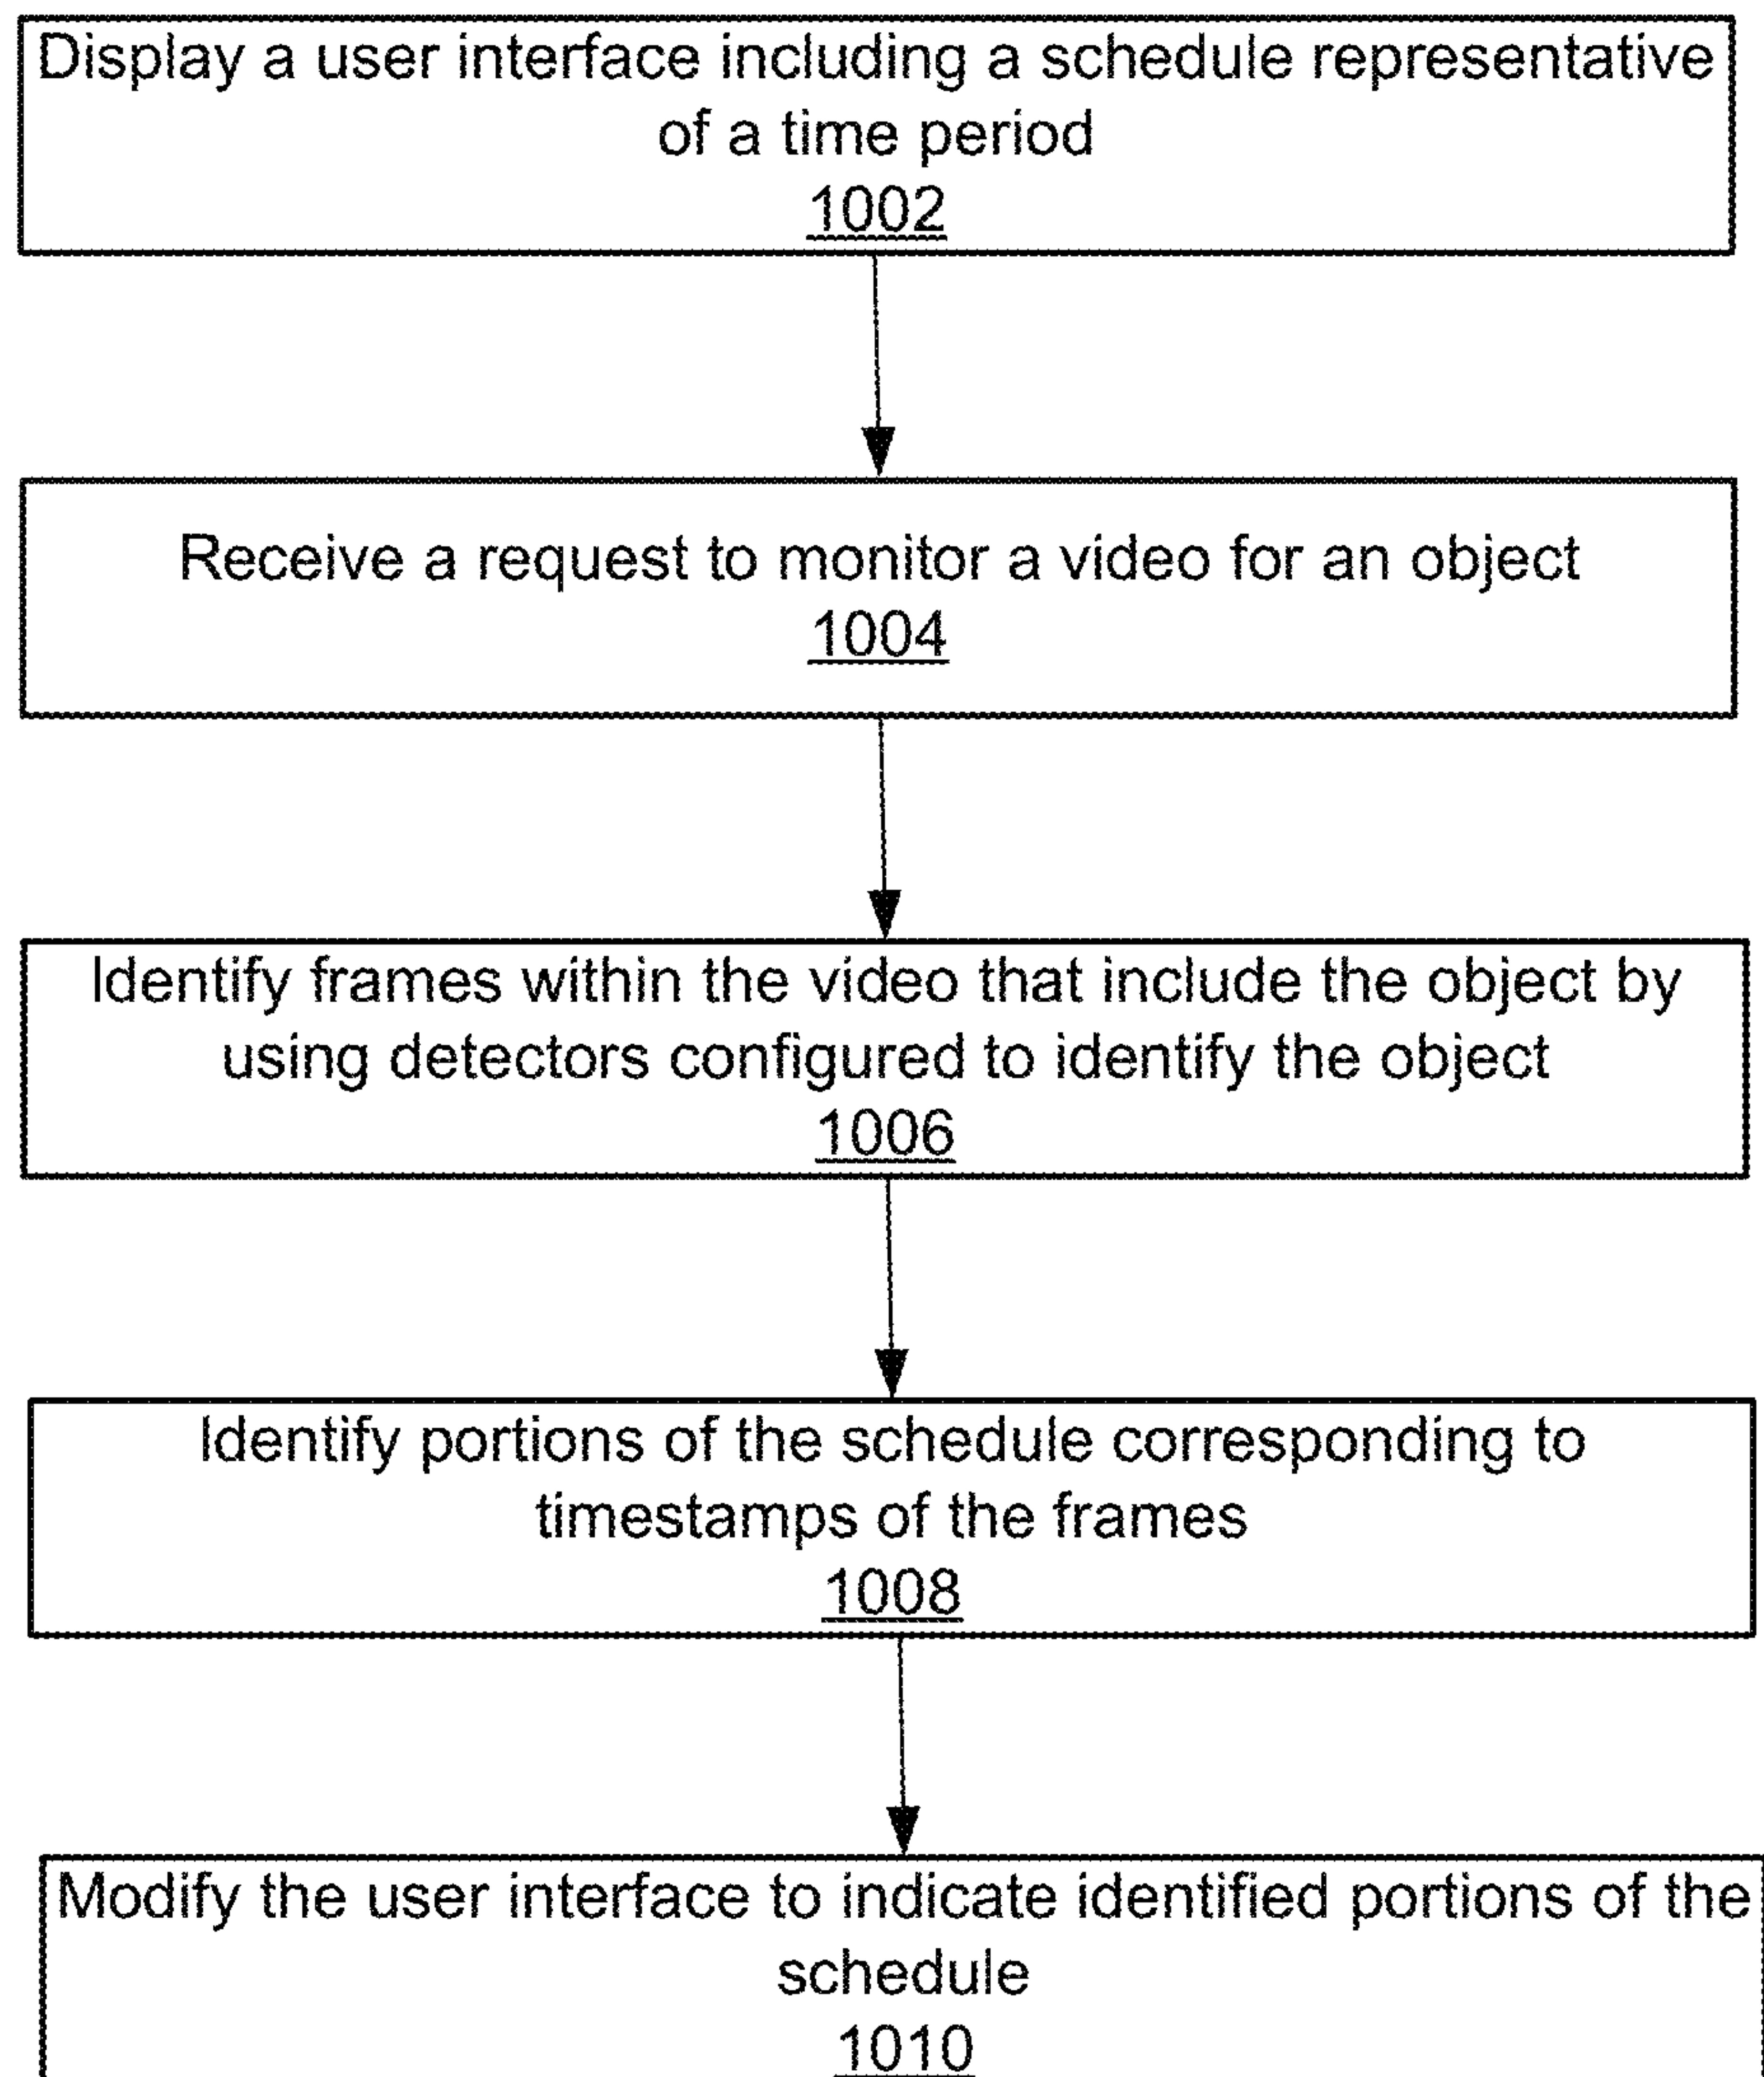 Display a user interface including a schedule representative
of a time period
1002
Receive a request to monitor a video for an object
1004
Identify frames within the video that include the object by
using detectors configured to identify the object
1006
Identify portions of the schedule corresponding to
timestamps of the frames
1008
Modify the user interface to indicate identified portions of the
schedule
1010